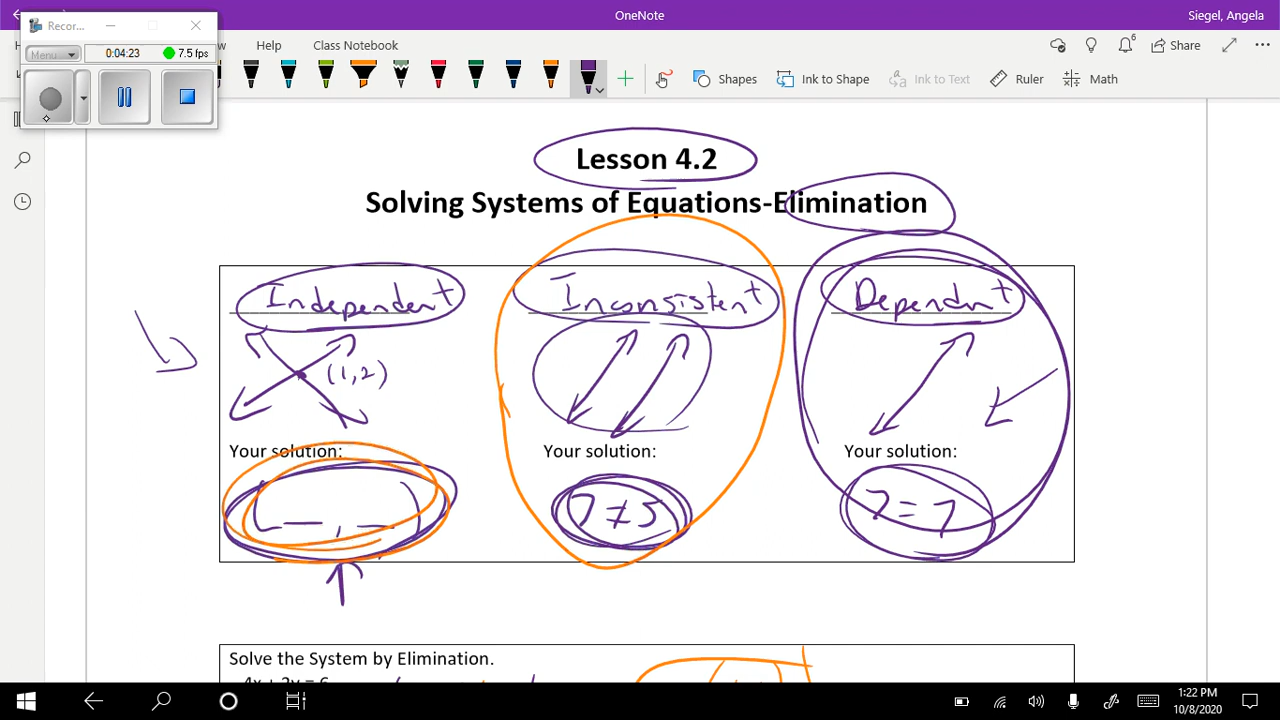 OneNote
Siegel, Angela
Recor...
Menu
0:04:23
7.5 fps
Help
Class Notebook
6
Share
Shapes
Ink to Shape
Ink to Text
Ruler
Math
Lesson 4.2
Solving Systems of Equations-Elimination
Independent
Inconsistent
Dependent
(1,2)
Your solution:
Your solution:
Your solution:
(__, __)
7 ≠ 5
7 = 7
Solve the System by Elimination.
1:22 PM
10/8/2020